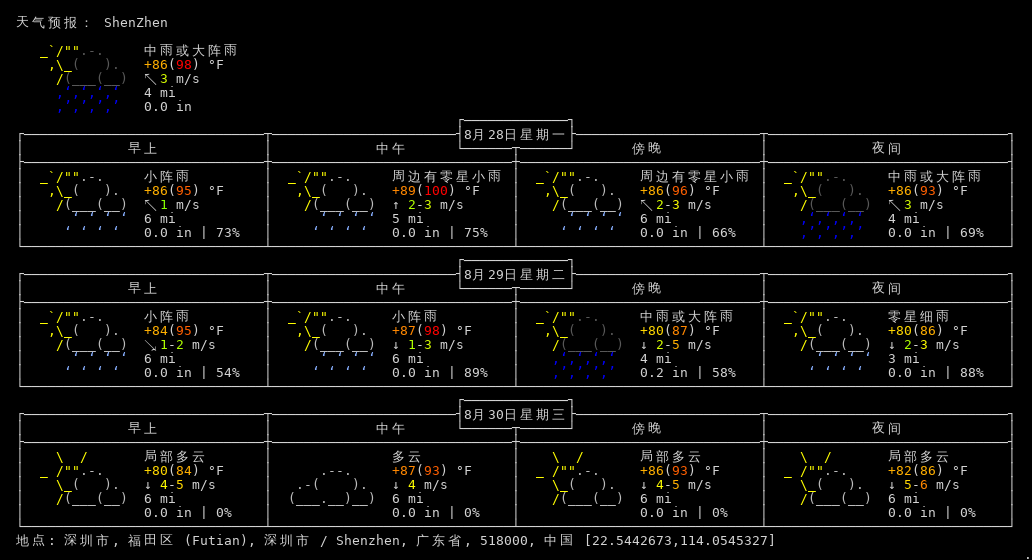 天气预报： ShenZhen
中雨或大阵雨
+86(98) °F
↖ 3 m/s
4 mi
0.0 in
8月28日星期一
早上 中午 傍晚 夜间
小阵雨 周边有零星小雨 周边有零星小雨 中雨或大阵雨
+86(95) °F +89(100) °F +86(96) °F +86(93) °F
↖ 1 m/s ↑ 2-3 m/s ↖ 2-3 m/s ↖ 3 m/s
6 mi 5 mi 6 mi 4 mi
0.0 in | 73% 0.0 in | 75% 0.0 in | 66% 0.0 in | 69%
8月29日星期二
早上 中午 傍晚 夜间
小阵雨 小阵雨 中雨或大阵雨 零星细雨
+84(95) °F +87(98) °F +80(87) °F +80(86) °F
↘ 1-2 m/s ↓ 1-3 m/s ↓ 2-5 m/s ↓ 2-3 m/s
6 mi 6 mi 4 mi 3 mi
0.0 in | 54% 0.0 in | 89% 0.2 in | 58% 0.0 in | 88%
8月30日星期三
早上 中午 傍晚 夜间
局部多云 多云 局部多云 局部多云
+80(84) °F +87(93) °F +86(93) °F +82(86) °F
↓ 4-5 m/s ↓ 4 m/s ↓ 4-5 m/s ↓ 5-6 m/s
6 mi 6 mi 6 mi 6 mi
0.0 in | 0% 0.0 in | 0% 0.0 in | 0% 0.0 in | 0%
地点: 深圳市, 福田区 (Futian), 深圳市 / Shenzhen, 广东省, 518000, 中国 [22.5442673,114.0545327]